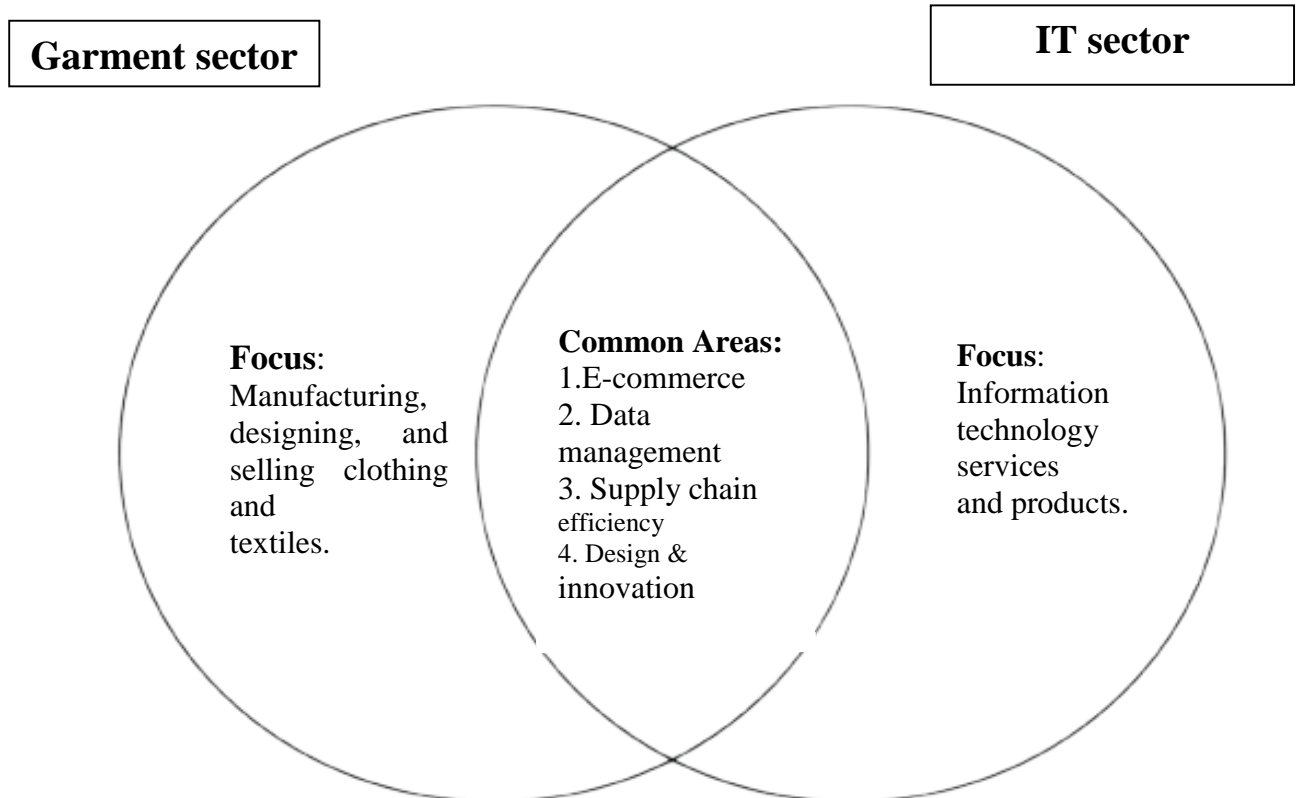 Garment sector
IT sector
Focus:
Manufacturing,
designing, and
selling clothing
and
textiles.
Common Areas:
1.E-commerce
2. Data
management
3. Supply chain
efficiency
4. Design &
innovation
Focus:
Information
technology
services
and products.